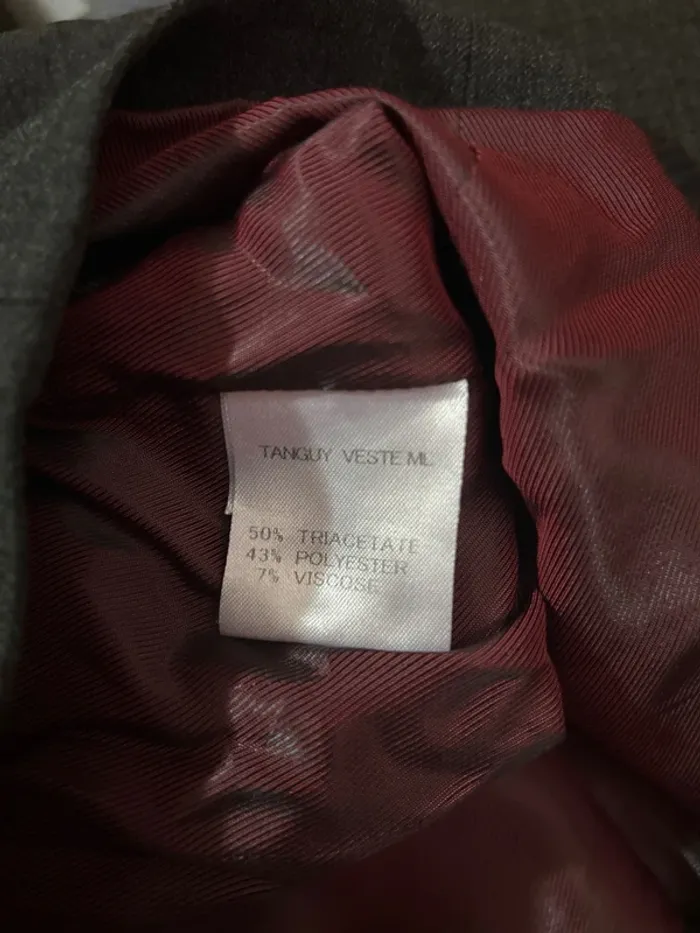 TANGUY VESTE ML
50% TRIACETATE
43% POLYESTER
7% VISCOSE